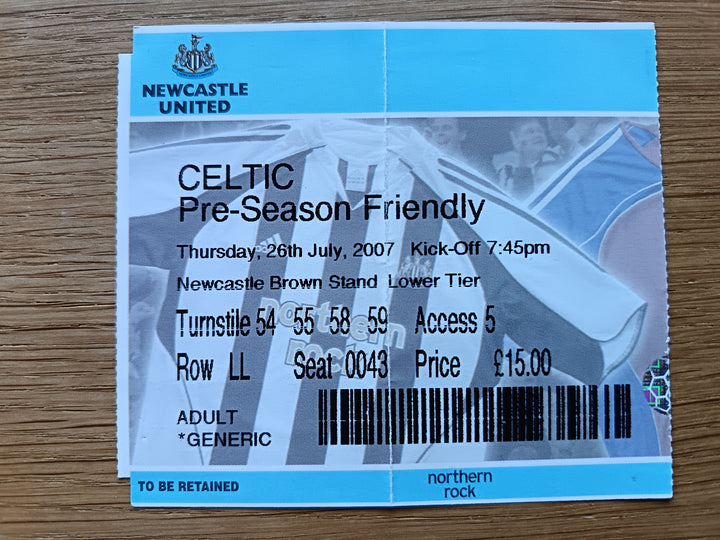 NEWCASTLE
UNITED
CELTIC
Pre-Season Friendly
Thursday, 26th July, 2007 Kick-Off 7:45pm
Newcastle Brown Stand Lower Tier
Turnstile 54 55 58 59 Access 5
northern
rock
Row LL Seat 0043 Price £15.00
ADULT
*GENERIC
TO BE RETAINED
northern
rock